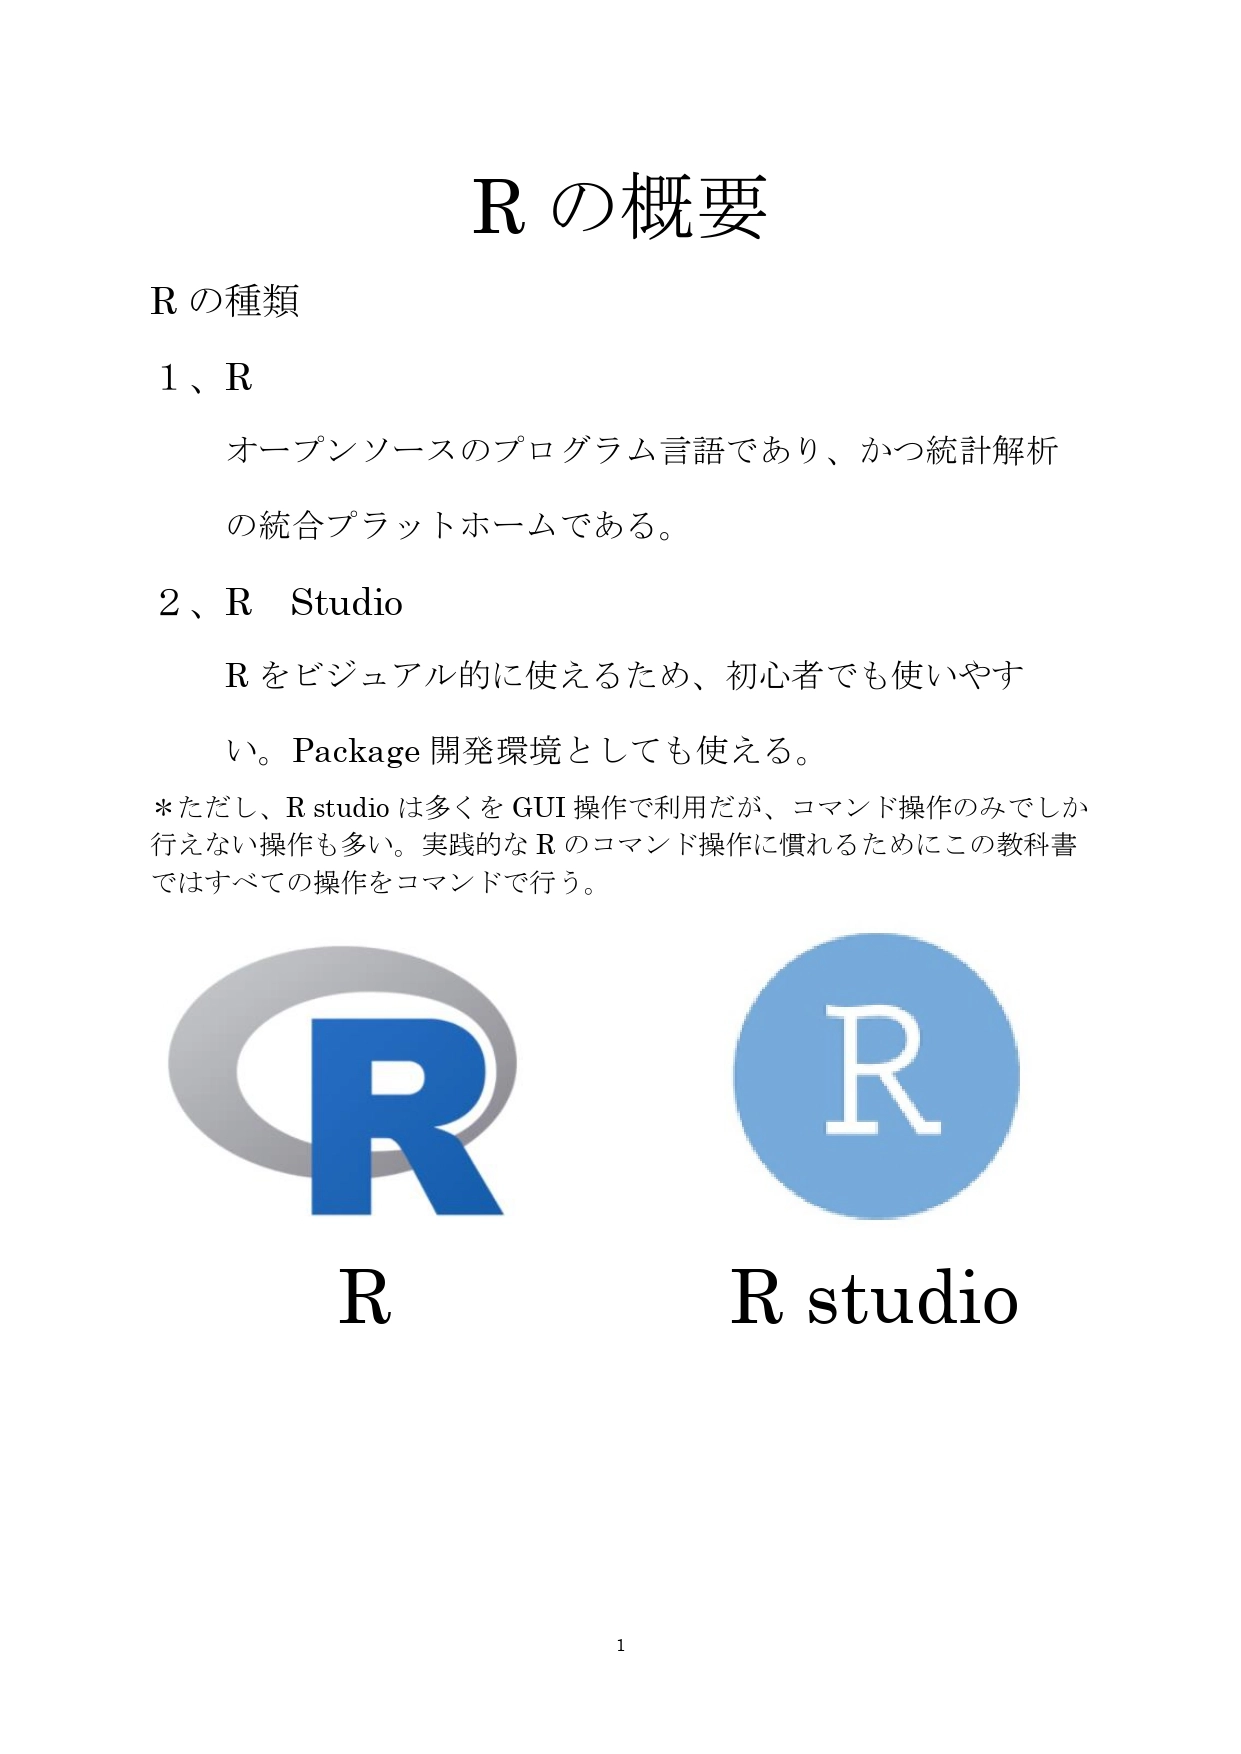 R の概要
R の種類
１、R
オープンソースのプログラム言語であり、かつ統計解析
の統合プラットホームである。
２、R　Studio
R をビジュアル的に使えるため、初心者でも使いやす
い。Package 開発環境としても使える。
＊ただし、R studio は多くを GUI 操作で利用だが、コマンド操作のみでしか
行えない操作も多い。実践的な R のコマンド操作に慣れるためにこの教科書
ではすべての操作をコマンドで行う。
R
R
R
R studio
1